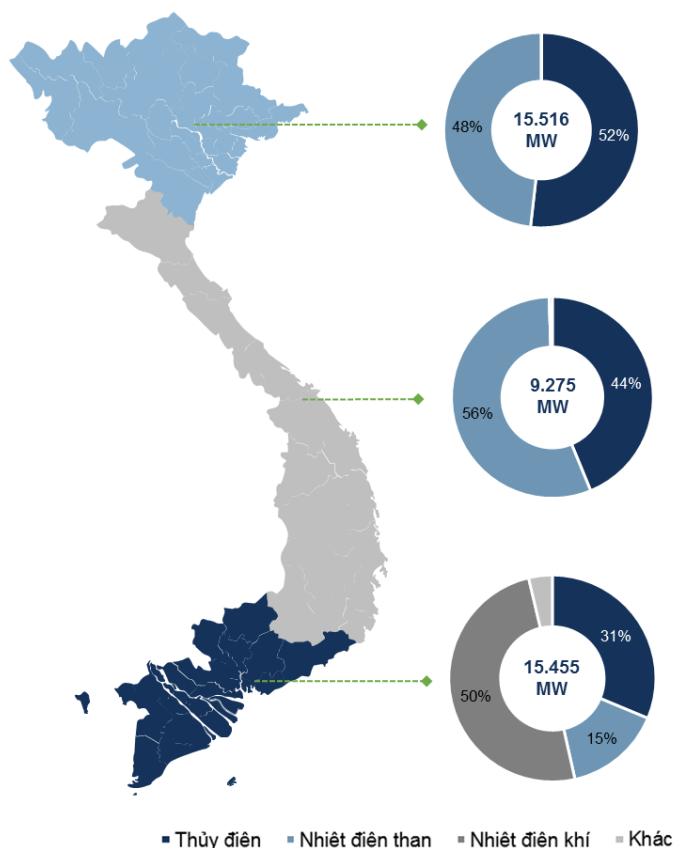 15.516
MW
48%
52%
9.275
MW
44%
56%
15.455
MW
31%
50%
15%
Thủy điện
Nhiệt điện than
Nhiệt điện khí
Khác